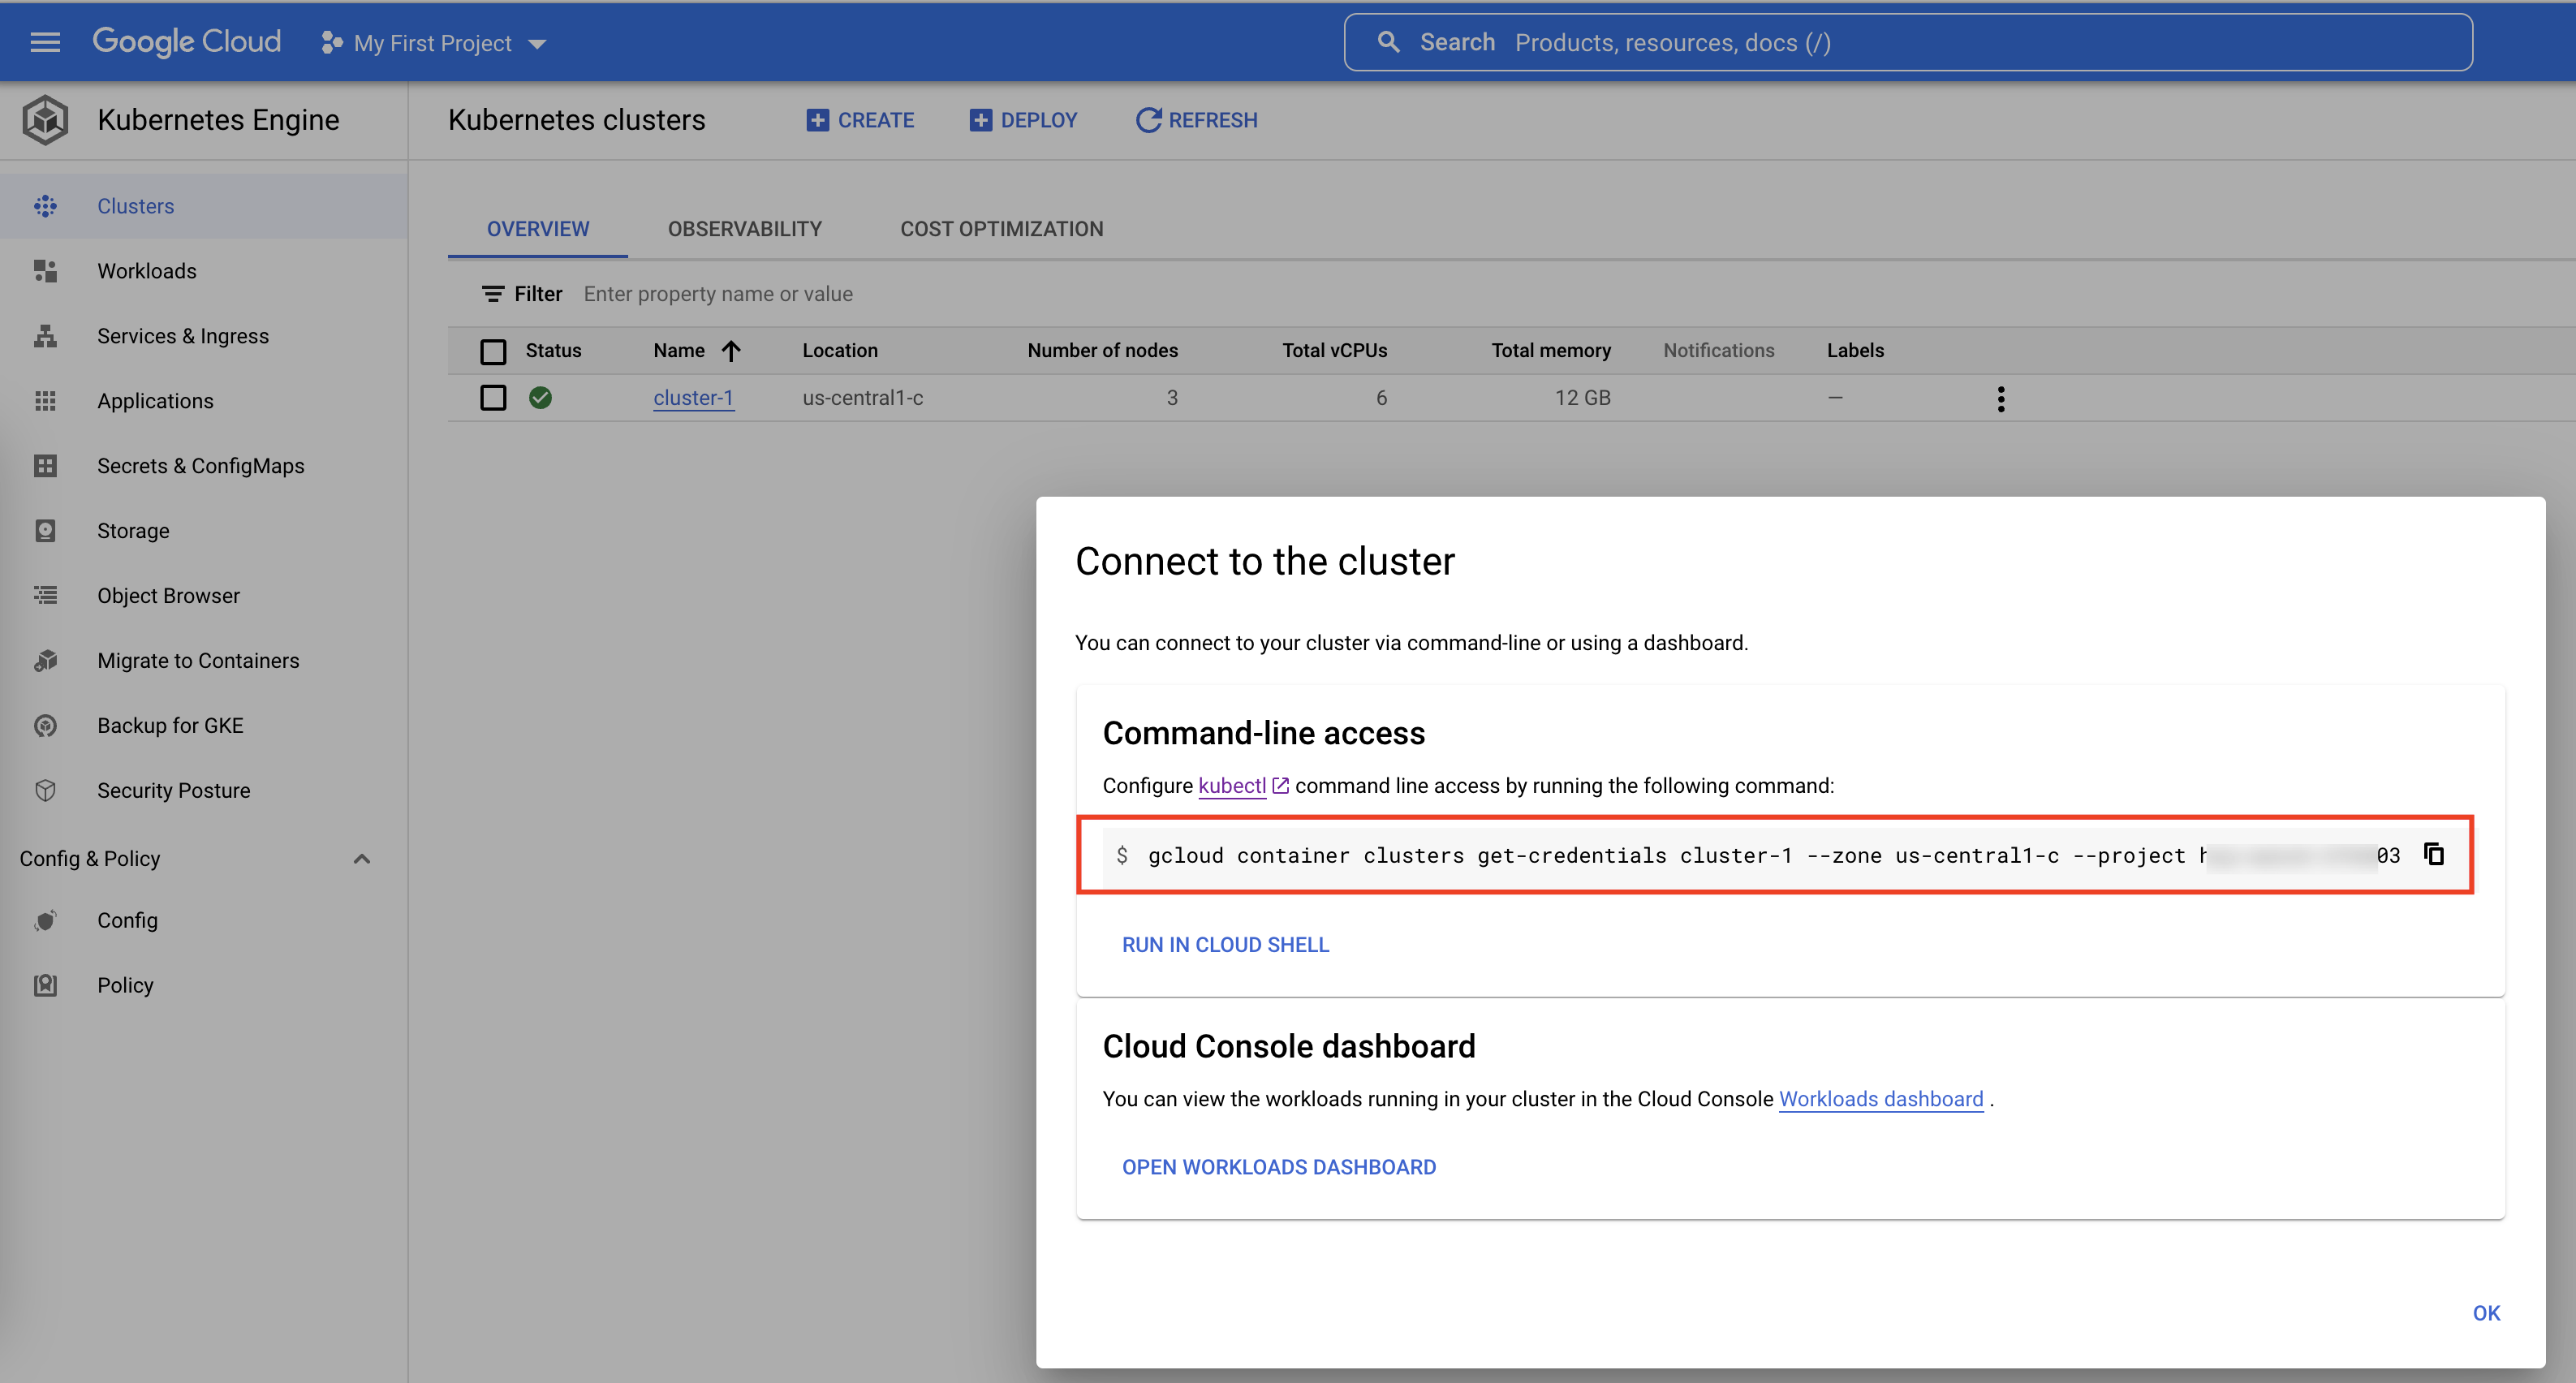 Google Cloud
My First Project
Search Products, resources, docs (/)
Kubernetes Engine
Kubernetes clusters
CREATE
DEPLOY
REFRESH
Clusters
Workloads
Services & Ingress
Applications
Secrets & ConfigMaps
Storage
Object Browser
Migrate to Containers
Backup for GKE
Security Posture
Config & Policy
Config
Policy
OVERVIEW
OBSERVABILITY
COST OPTIMIZATION
Filter Enter property name or value
Status Name Location Number of nodes Total vCPUs Total memory Notifications Labels
cluster-1 us-central1-c 3 6 12 GB —
Connect to the cluster
You can connect to your cluster via command-line or using a dashboard.
Command-line access
Configure kubectl command line access by running the following command:
$ gcloud container clusters get-credentials cluster-1 --zone us-central1-c --project
RUN IN CLOUD SHELL
Cloud Console dashboard
You can view the workloads running in your cluster in the Cloud Console Workloads dashboard .
OPEN WORKLOADS DASHBOARD
OK